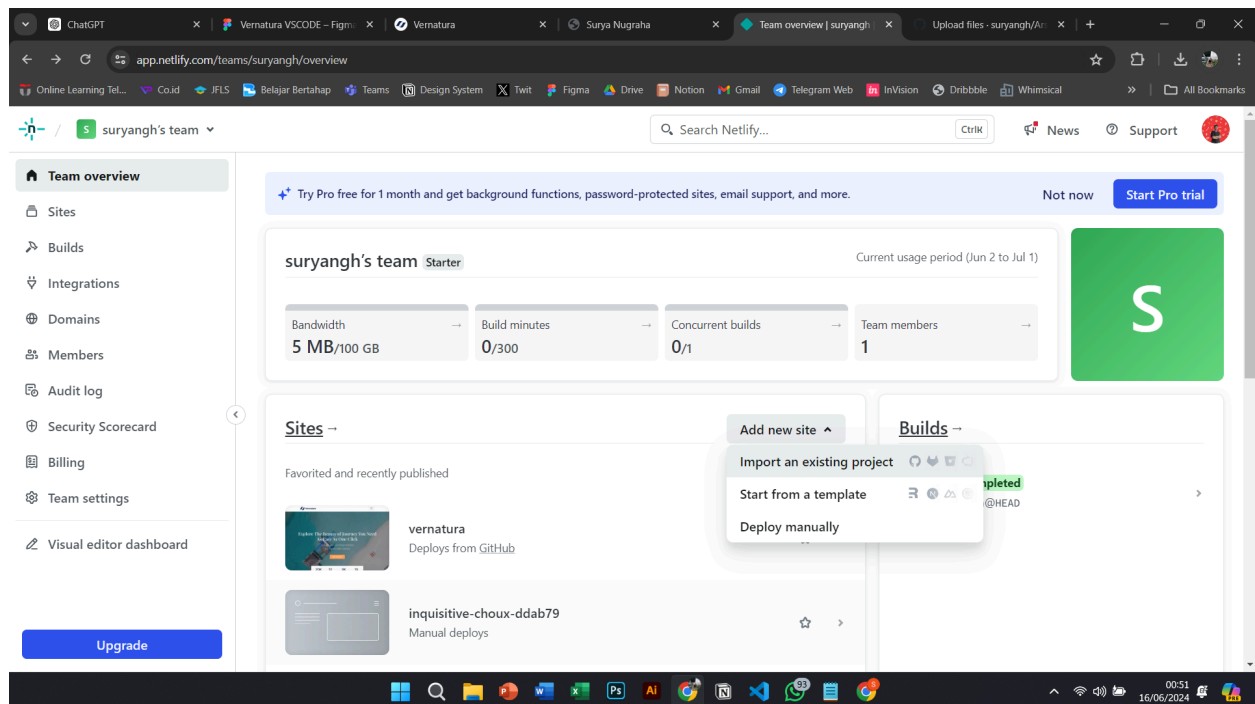 ChatGPT
Vernatura VSCODE – Figm
Vernatura
Surya Nugraha
Team overview | suryangh
Upload files · suryangh/Ar
app.netlify.com/teams/suryangh/overview
Online Learning Tel...
Co.id
JFLS
Belajar Bertahap
Teams
Design System
Twit
Figma
Drive
Notion
Gmail
Telegram Web
InVision
Dribbble
Whimsical
»
All Bookmarks
n
/
S
suryangh's team
Search Netlify...
CtrlK
News
Support
Team overview
Sites
Builds
Integrations
Domains
Members
Audit log
Security Scorecard
Billing
Team settings
Visual editor dashboard
Upgrade
Try Pro free for 1 month and get background functions, password-protected sites, email support, and more.
Not now
Start Pro trial
suryangh's team Starter
Current usage period (Jun 2 to Jul 1)
Bandwidth →
5 MB/100 GB
Build minutes →
0/300
Concurrent builds →
0/1
Team members →
1
S
Sites →
Add new site
Favorited and recently published
Import an existing project
Start from a template
Deploy manually
vernatura
Deploys from GitHub
inquisitive-choux-ddab79
Manual deploys
Builds →
mpleted
@HEAD
Ps
Ai
93
00:51
16/06/2024